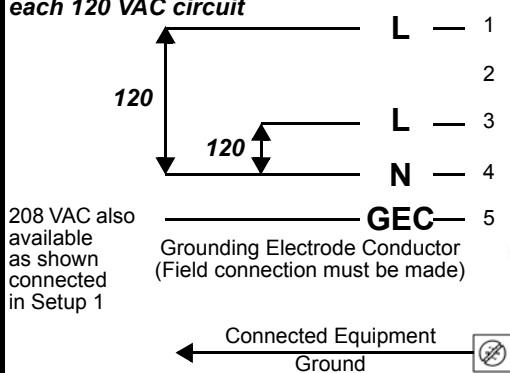 each 120 VAC circuit
L 1
2
120
L 3
120
N 4
208 VAC also
available
as shown
connected
in Setup 1
GEC 5
Grounding Electrode Conductor
(Field connection must be made)
Connected Equipment
Ground